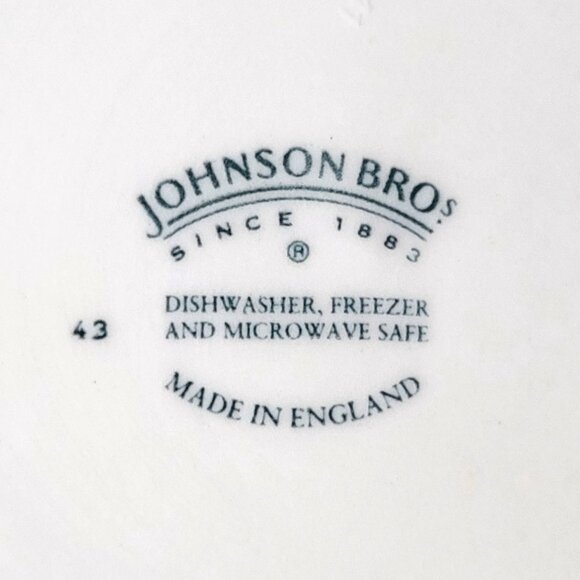 JOHNSON BROS.
SINCE 1883
®
DISHWASHER, FREEZER
43 AND MICROWAVE SAFE
MADE IN ENGLAND